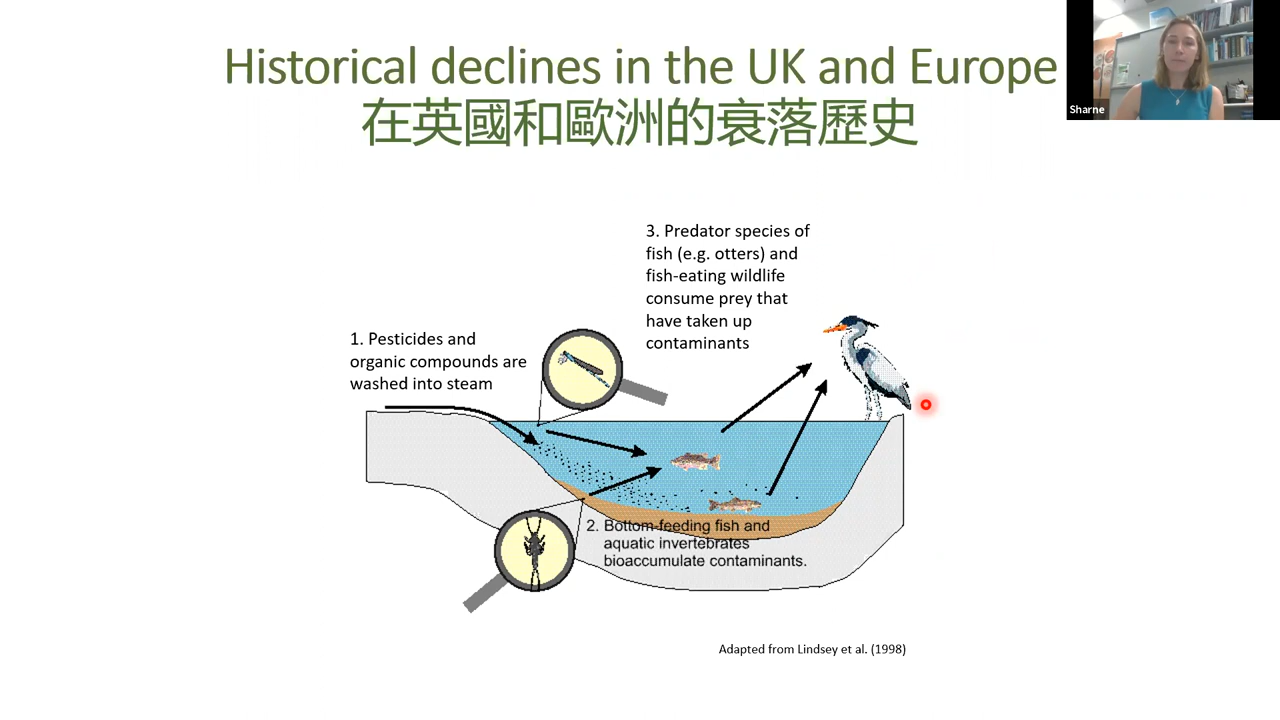 Historical declines in the UK and Europe
在英國和歐洲的衰落歷史
Sharne
3. Predator species of
fish (e.g. otters) and
fish-eating wildlife
consume prey that
have taken up
contaminants
1. Pesticides and
organic compounds are
washed into steam
2. Bottom-feeding fish and
aquatic invertebrates
bioaccumulate contaminants.
Adapted from Lindsey et al. (1998)